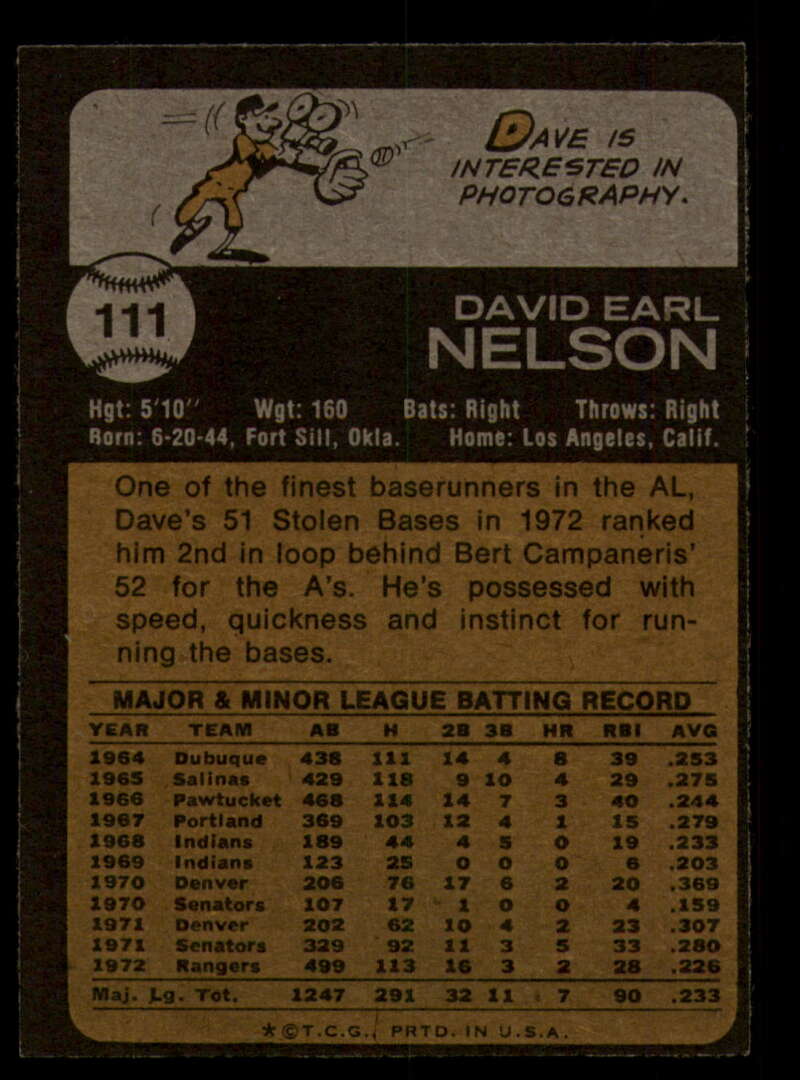 DAVE IS
INTERESTED IN
PHOTOGRAPHY.
111
DAVID EARL
NELSON
Hgt: 5'10" Wgt: 160 Bats: Right Throws: Right
Born: 6-20-44, Fort Sill, Okla. Home: Los Angeles, Calif.
One of the finest baserunners in the AL,
Dave's 51 Stolen Bases in 1972 ranked
him 2nd in loop behind Bert Campaneris'
52 for the A's. He's possessed with
speed, quickness and instinct for run-
ning the bases.
MAJOR & MINOR LEAGUE BATTING RECORD
YEAR TEAM AB H 2B 3B HR RBI AVG
1964 Dubuque 438 111 14 4 8 39 .253
1965 Salinas 429 118 9 10 4 29 .275
1966 Pawtucket 468 114 14 7 3 40 .244
1967 Portland 369 103 12 4 1 15 .279
1968 Indians 189 44 4 5 0 19 .233
1969 Indians 123 25 0 0 0 6 .203
1970 Denver 206 76 17 6 2 20 .369
1970 Senators 107 17 1 0 0 4 .159
1971 Denver 202 62 10 4 2 23 .307
1971 Senators 329 92 11 3 5 33 .280
1972 Rangers 499 113 16 3 2 28 .226
Maj. Lg. Tot. 1247 291 32 11 7 90 .233
*©T.C.G., PRTD. IN U.S.A.